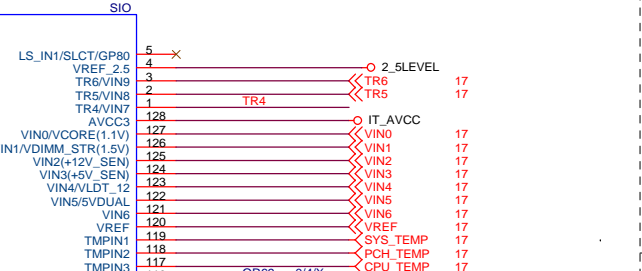 SIO
LS_IN1/SLCT/GP80 5
VREF_2.5 4 2_5LEVEL
TR6/VIN9 3 TR6 17
TR5/VIN8 2 TR5 17
TR4/VIN7 1 TR4
AVCC3 128 IT_AVCC
VIN0/VCORE(1.1V) 127 VIN0 17
IN1/VDIMM_STR(1.5V) 126 VIN1 17
VIN2(+12V_SEN) 125 VIN2 17
VIN3(+5V_SEN) 124 VIN3 17
VIN4/VLDT_12 123 VIN4 17
VIN5/5VDUAL 122 VIN5 17
VIN6 121 VIN6 17
VREF 120 VREF 17
TMPIN1 119 SYS_TEMP 17
TMPIN2 118 PCH_TEMP 17
TMPIN3 117 CPU_TEMP 17